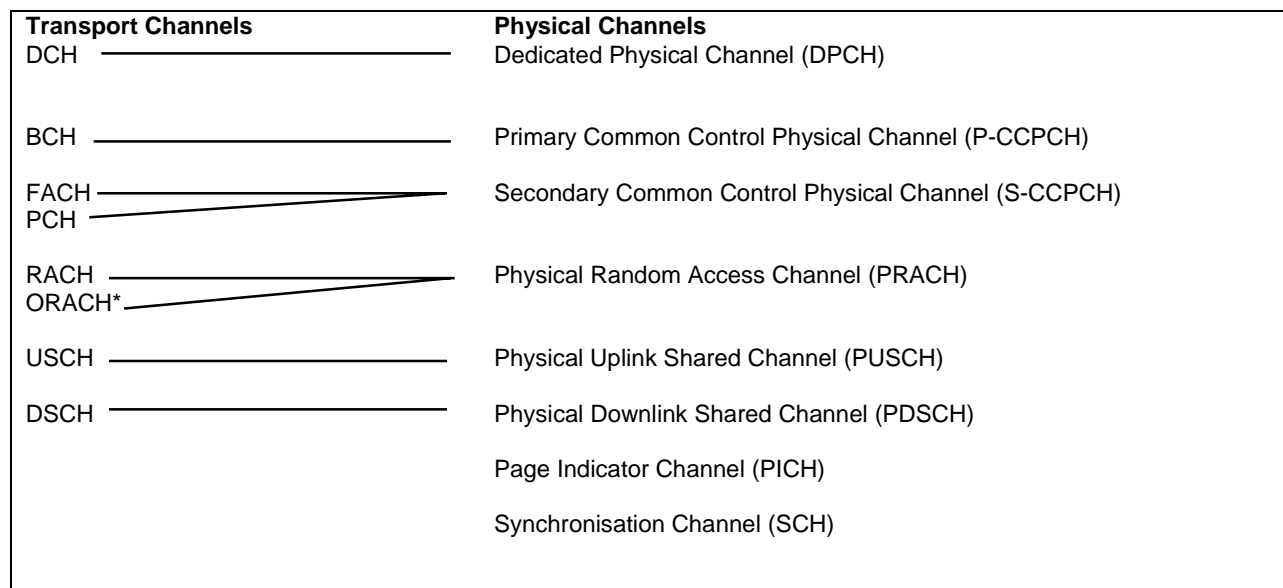 Transport Channels Physical Channels
DCH Dedicated Physical Channel (DPCH)
BCH Primary Common Control Physical Channel (P-CCPCH)
FACH Secondary Common Control Physical Channel (S-CCPCH)
PCH
RACH Physical Random Access Channel (PRACH)
ORACH*
USCH Physical Uplink Shared Channel (PUSCH)
DSCH Physical Downlink Shared Channel (PDSCH)
Page Indicator Channel (PICH)
Synchronisation Channel (SCH)